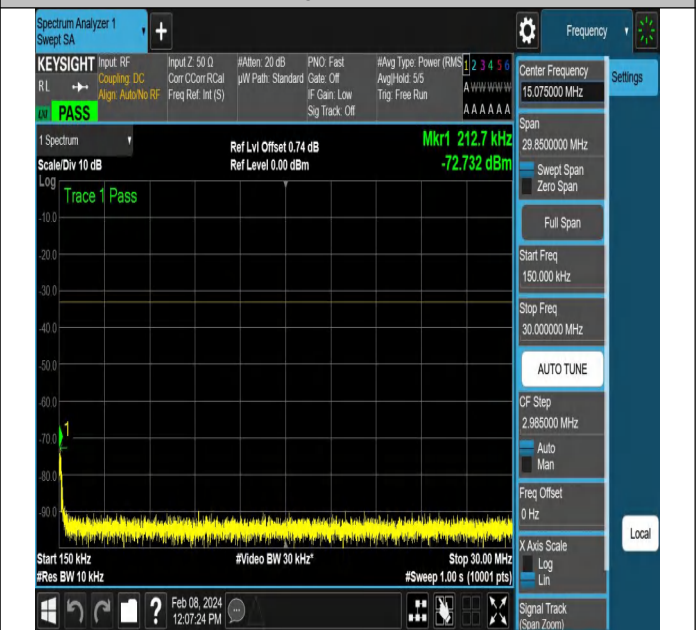 Spectrum Analyzer 1
Swept SA
+
Frequency
KEYSIGHT
RL
PASS
Input: RF
Coupling: DC
Align: Auto/No RF
Input Z: 50 Ω
Corr CCorr RCal
Freq Ref: Int (S)
#Atten: 20 dB
µW Path: Standard
PNO: Fast
Gate: Off
IF Gain: Low
Sig Track: Off
#Avg Type: Power (RMS
Avg|Hold: 5/5
Trig: Free Run
1 2 3 4 5 6
A W W W W W
A A A A A A
1 Spectrum
Scale/Div 10 dB
Ref Lvl Offset 0.74 dB
Ref Level 0.00 dBm
Mkr1 212.7 kHz
-72.732 dBm
Log
Trace 1 Pass
-10.0
-20.0
-30.0
-40.0
-50.0
-60.0
-70.0
-80.0
-90.0
1
Start 150 kHz
#Res BW 10 kHz
#Video BW 30 kHz*
Stop 30.00 MHz
#Sweep 1.00 s (10001 pts)
Feb 08, 2024
12:07:24 PM
Center Frequency
15.075000 MHz
Settings
Span
29.8500000 MHz
Swept Span
Zero Span
Full Span
Start Freq
150.000 kHz
Stop Freq
30.000000 MHz
AUTO TUNE
CF Step
2.985000 MHz
Auto
Man
Freq Offset
0 Hz
X Axis Scale
Log
Lin
Local
Signal Track
(Span Zoom)